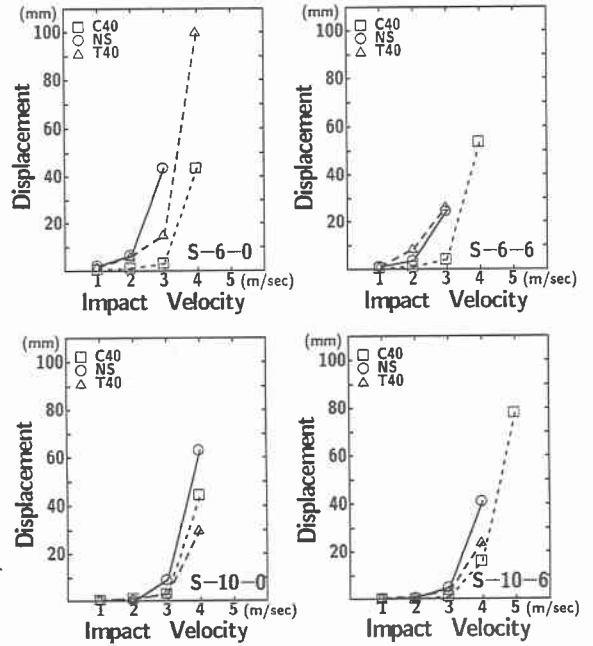 (mm)
100
80
60
40
20
Displacement
C40
NS
T40
S-6-0
1 2 3 4 5 (m/sec)
Impact Velocity
(mm)
100
80
60
40
20
Displacement
C40
NS
T40
S-6-6
1 2 3 4 5 (m/sec)
Impact Velocity
(mm)
100
80
60
40
20
Displacement
C40
NS
T40
S-10-0
1 2 3 4 5 (m/sec)
Impact Velocity
(mm)
100
80
60
40
20
Displacement
C40
NS
T40
S-10-6
1 2 3 4 5 (m/sec)
Impact Velocity